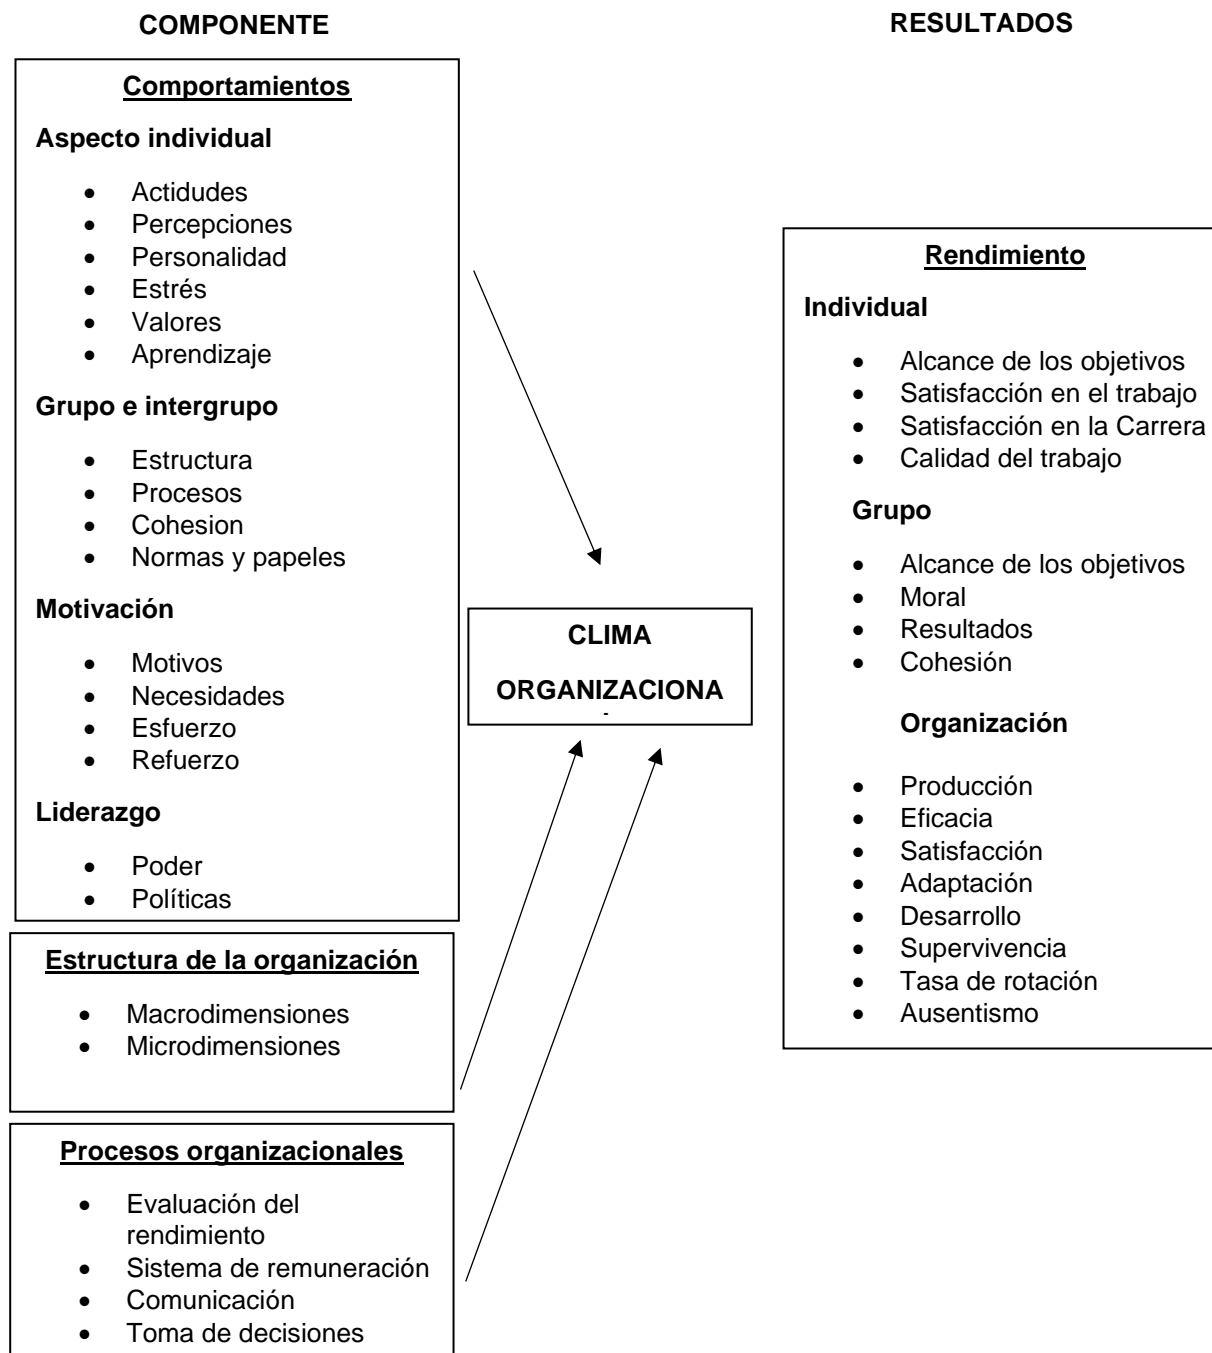 COMPONENTE
Comportamientos
Aspecto individual
• Actidudes
• Percepciones
• Personalidad
• Estrés
• Valores
• Aprendizaje
Grupo e intergrupo
• Estructura
• Procesos
• Cohesion
• Normas y papeles
Motivación
• Motivos
• Necesidades
• Esfuerzo
• Refuerzo
Liderazgo
• Poder
• Políticas
Estructura de la organización
• Macrodimensiones
• Microdimensiones
Procesos organizacionales
• Evaluación del
rendimiento
• Sistema de remuneración
• Comunicación
• Toma de decisiones
CLIMA
ORGANIZACIONA
RESULTADOS
Rendimiento
Individual
• Alcance de los objetivos
• Satisfacción en el trabajo
• Satisfacción en la Carrera
• Calidad del trabajo
Grupo
• Alcance de los objetivos
• Moral
• Resultados
• Cohesión
Organización
• Producción
• Eficacia
• Satisfacción
• Adaptación
• Desarrollo
• Supervivencia
• Tasa de rotación
• Ausentismo